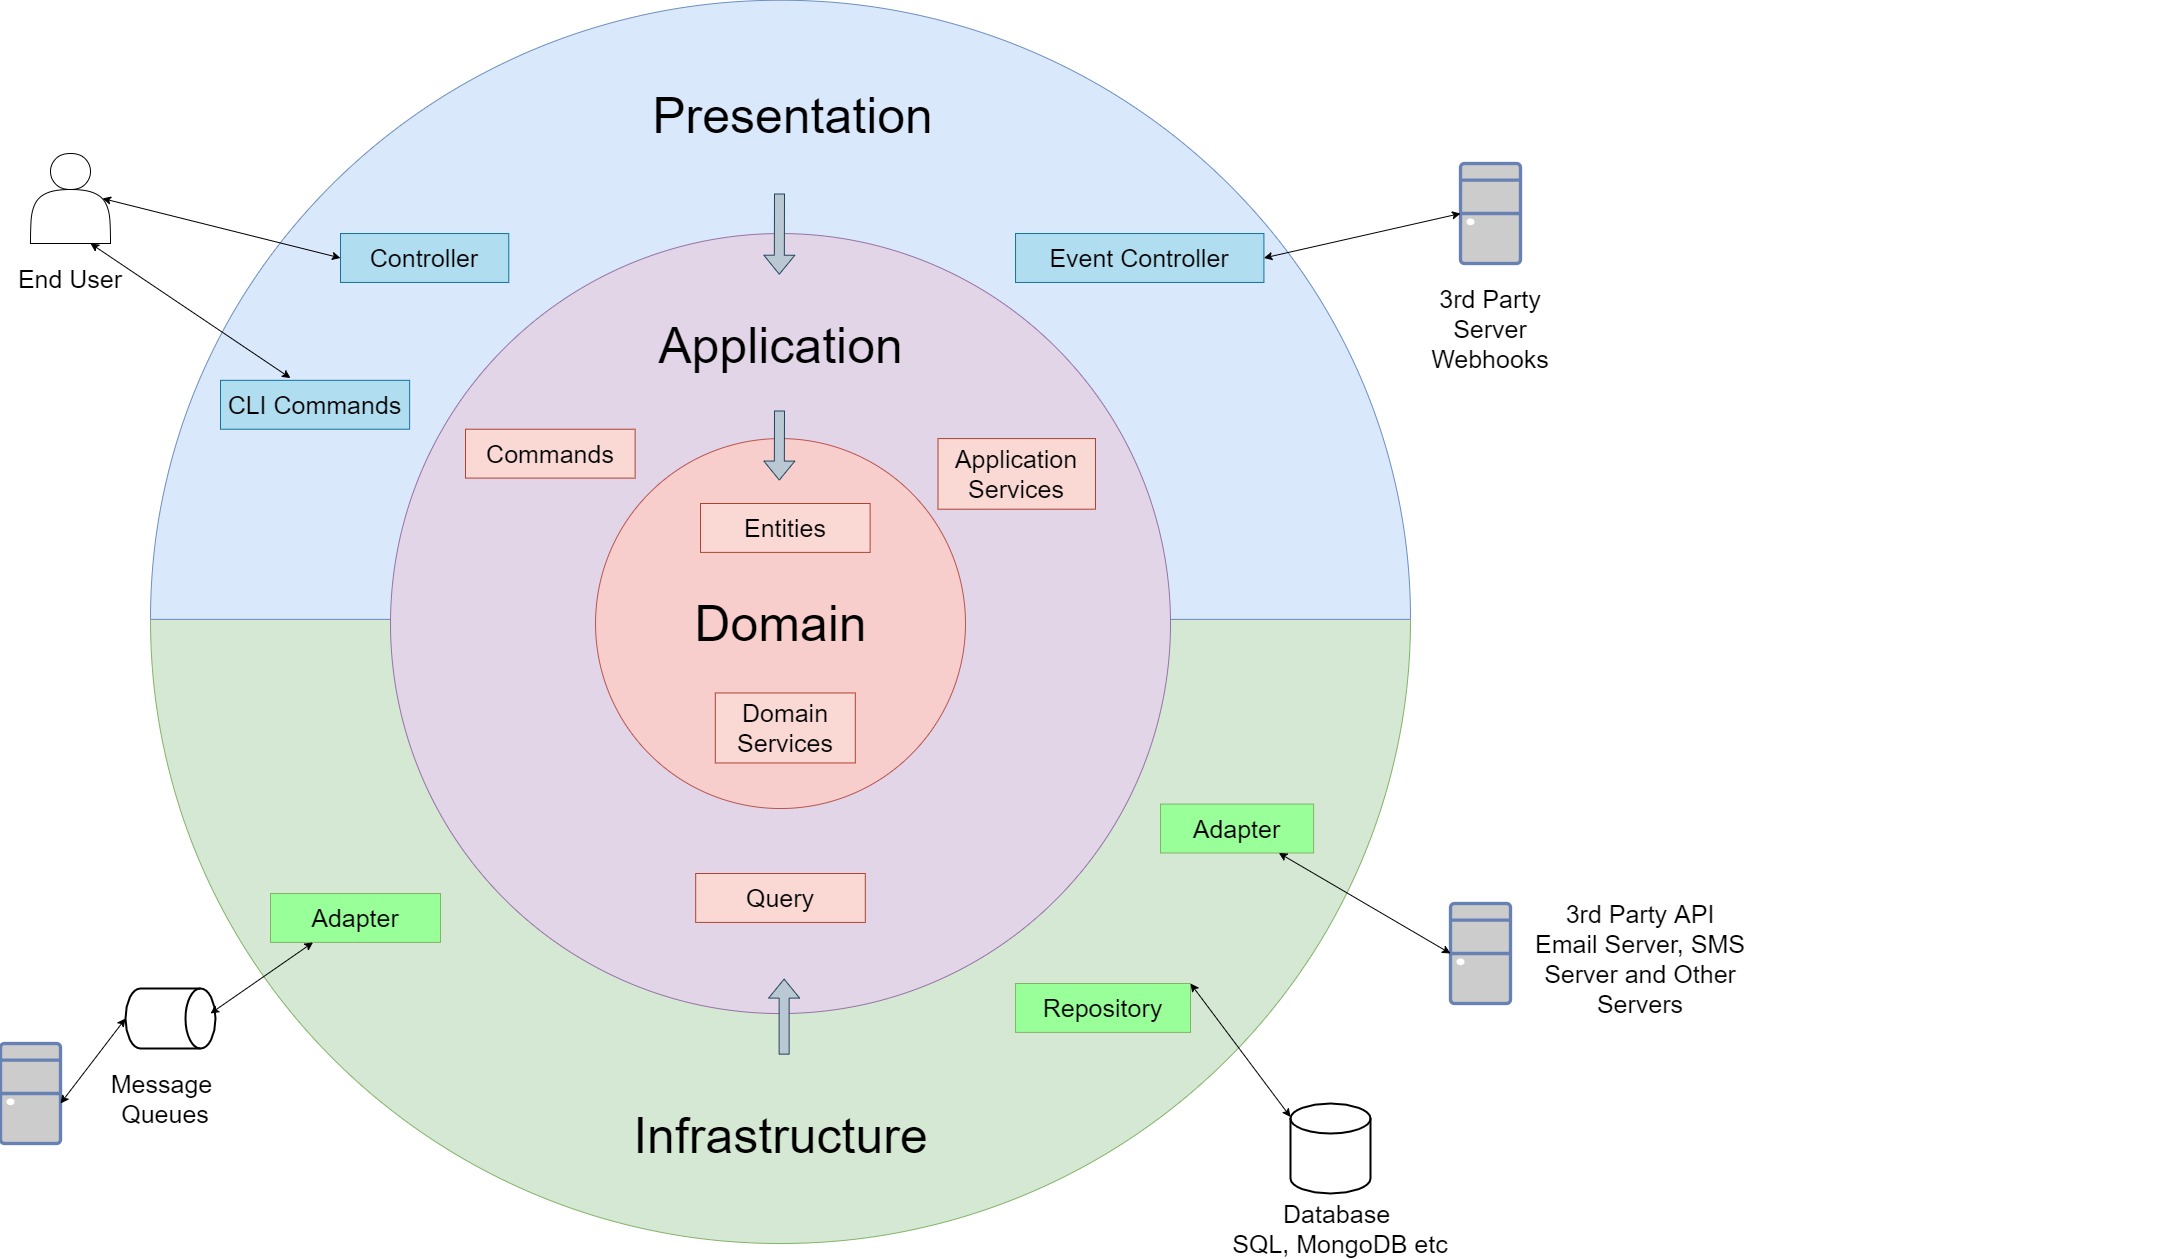 Presentation
End User
Controller
Event Controller
3rd Party
Server
Webhooks
Application
CLI Commands
Commands
Application
Services
Entities
Domain
Domain
Services
Adapter
Query
Adapter
3rd Party API
Email Server, SMS
Server and Other
Servers
Repository
Message
Queues
Infrastructure
Database
SQL, MongoDB etc